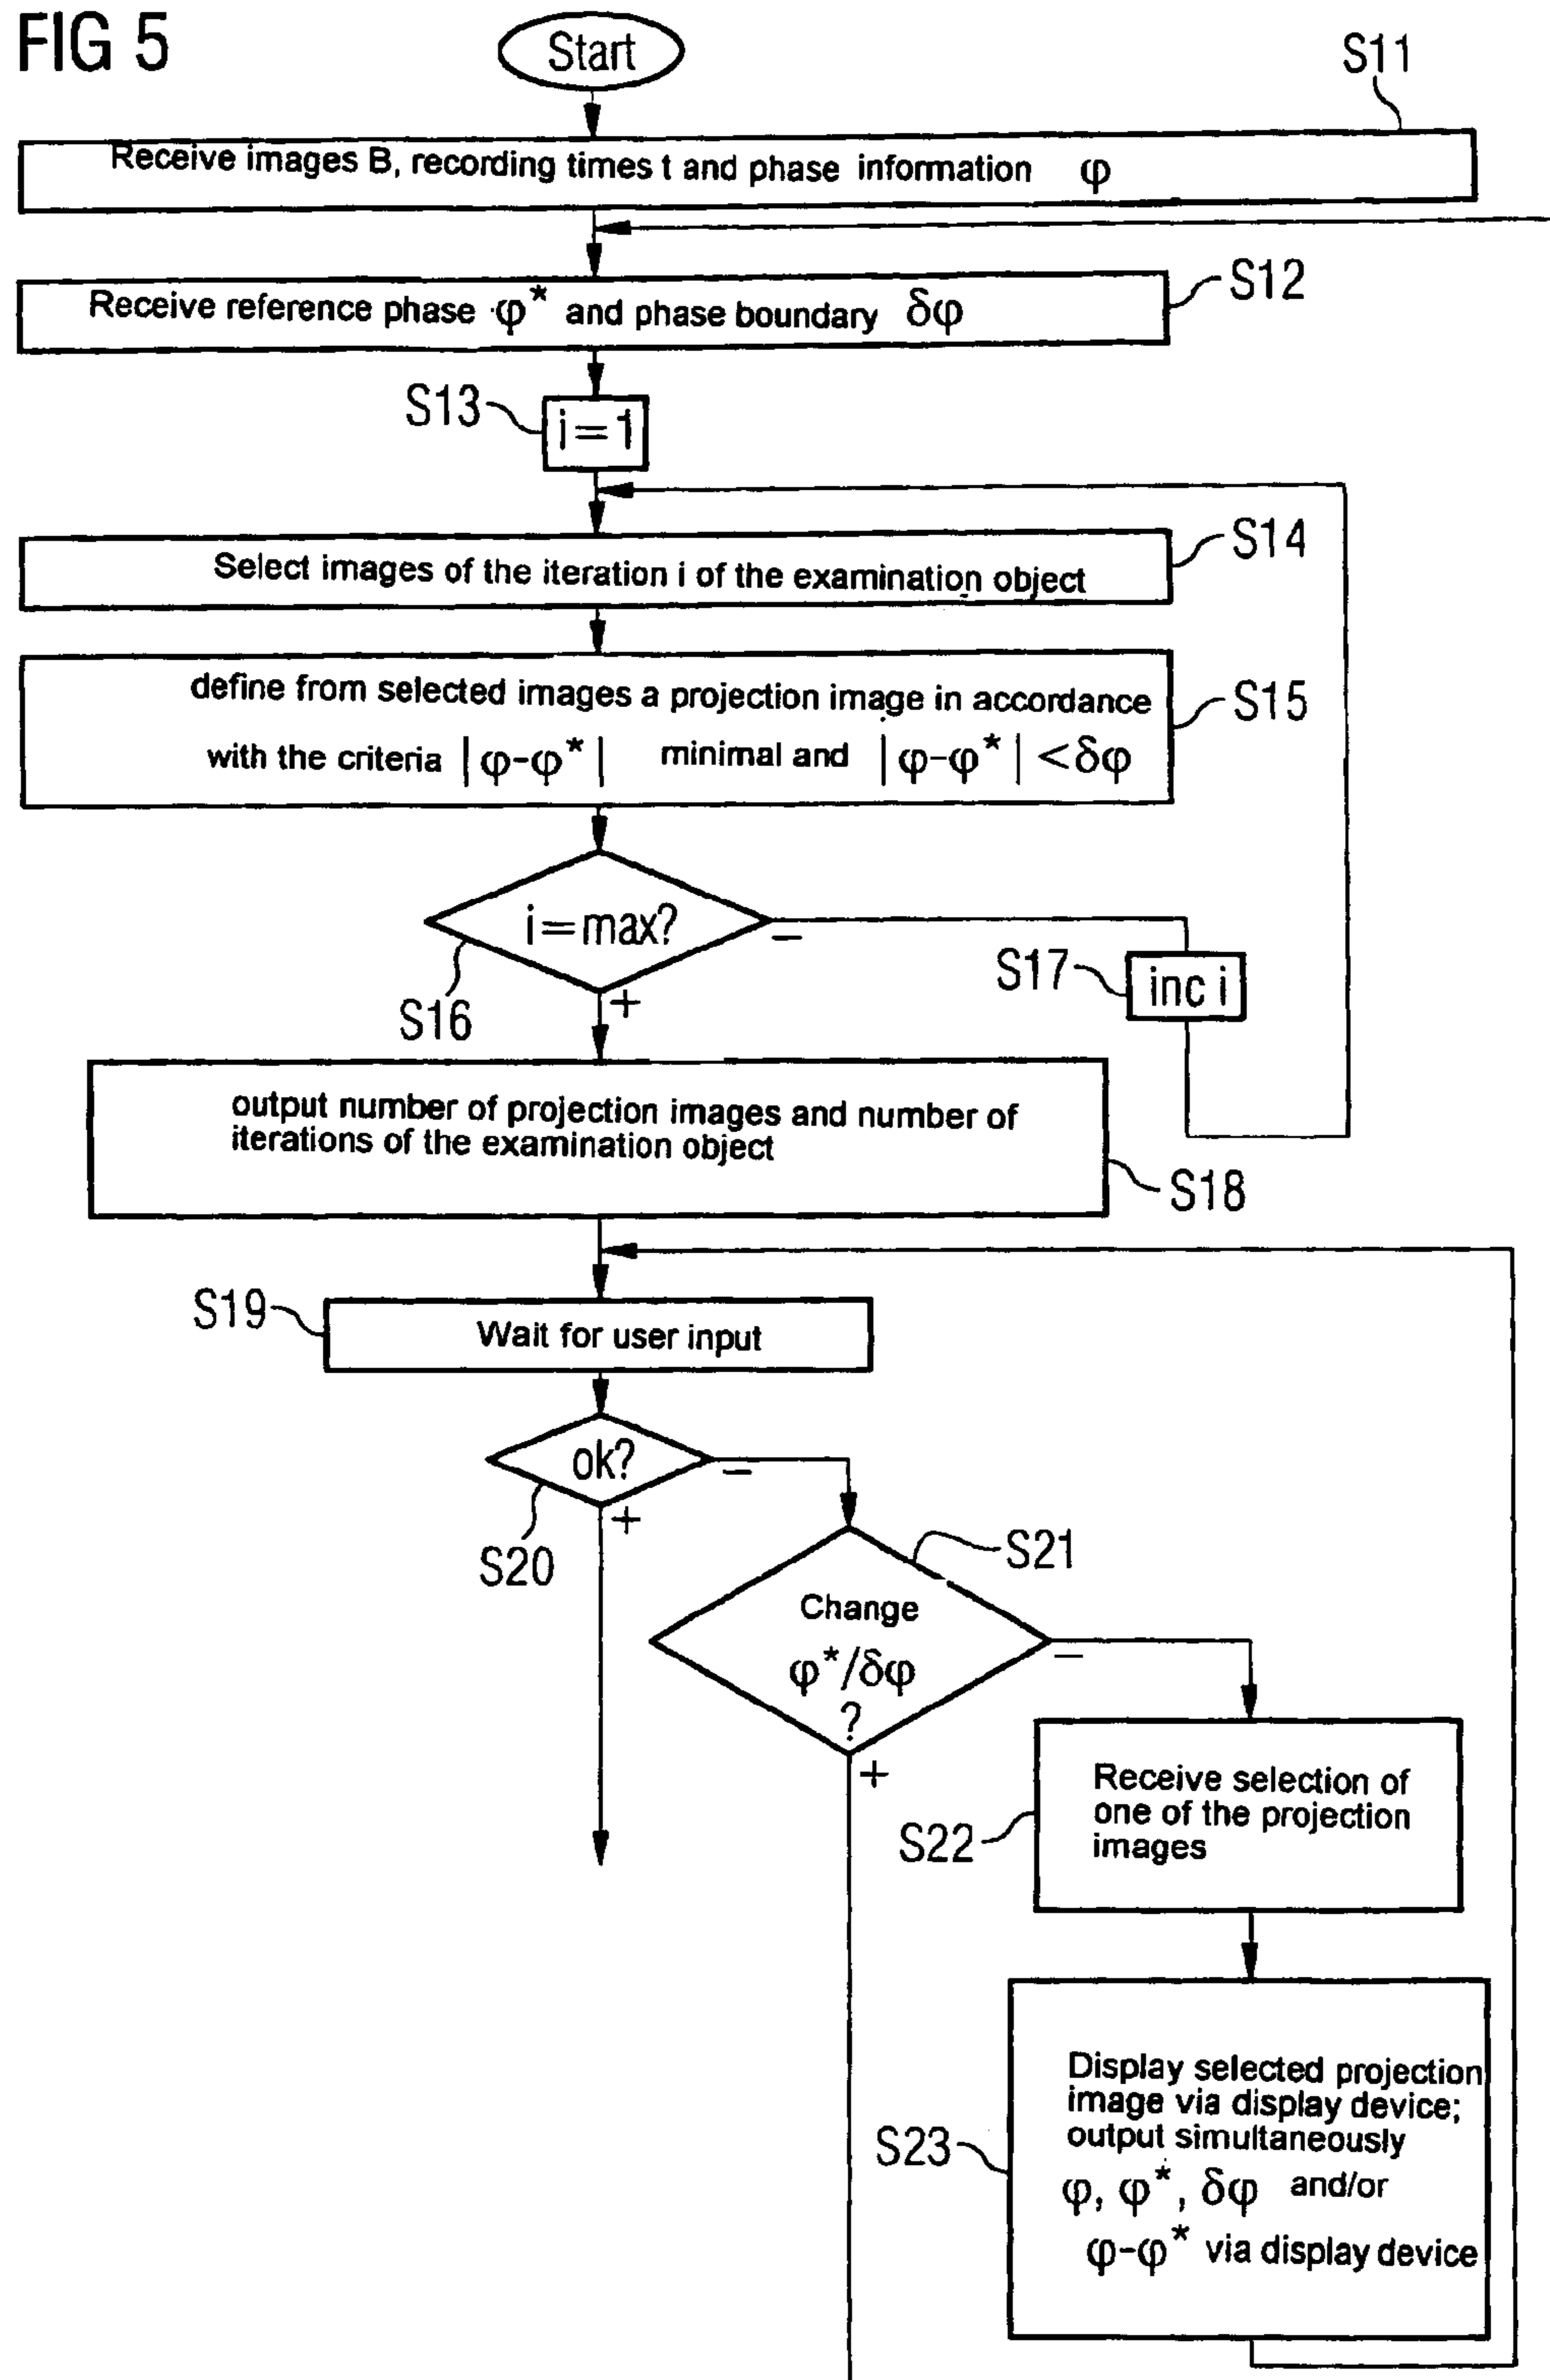 FIG 5
Start
S11
Receive images B, recording times t and phase information φ
S12
Receive reference phase φ* and phase boundary δφ
S13
i=1
S14
Select images of the iteration i of the examination object
S15
define from selected images a projection image in accordance
with the criteria |φ-φ*| minimal and |φ-φ*| <δφ
i=max?
−
S16
+
S17
inc i
output number of projection images and number of
iterations of the examination object
S18
S19
Wait for user input
ok?
−
S20
+
S21
Change
φ*/δφ
?
−
+
S22
Receive selection of
one of the projection
images
S23
Display selected projection
image via display device;
output simultaneously
φ, φ*, δφ and/or
φ-φ* via display device